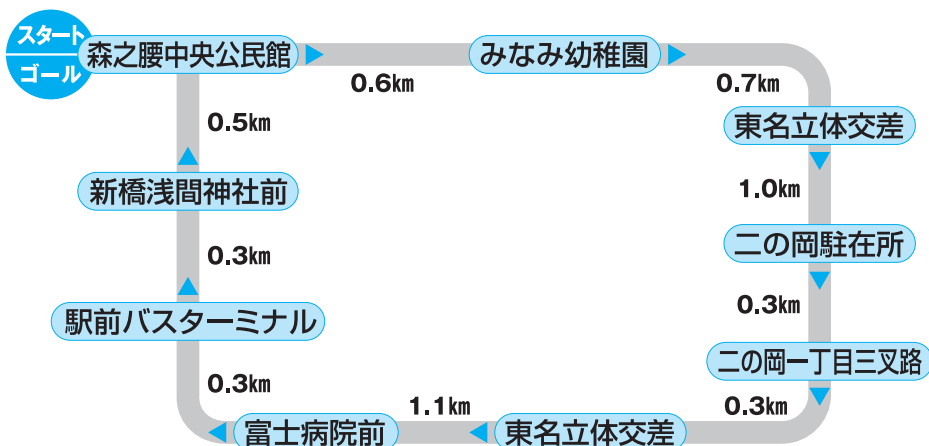 スタート
ゴール
森之腰中央公民館
0.6㎞
みなみ幼稚園
0.7㎞
東名立体交差
1.0㎞
二の岡駐在所
0.3㎞
二の岡一丁目三叉路
0.3㎞
東名立体交差
1.1㎞
富士病院前
0.3㎞
駅前バスターミナル
0.3㎞
新橋浅間神社前
0.5㎞